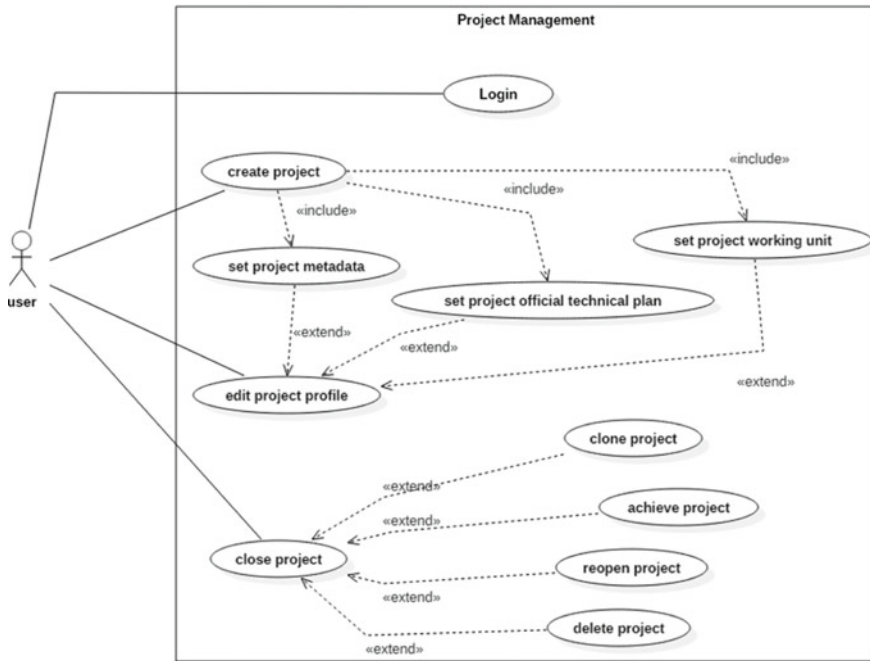 Project Management
Login
create project
«include»
«include»
«include»
set project working unit
set project metadata
set project official technical plan
user
«extend»
«extend»
«extend»
edit project profile
clone project
«extend»
achieve project
«extend»
close project
reopen project
«extend»
delete project
«extend»